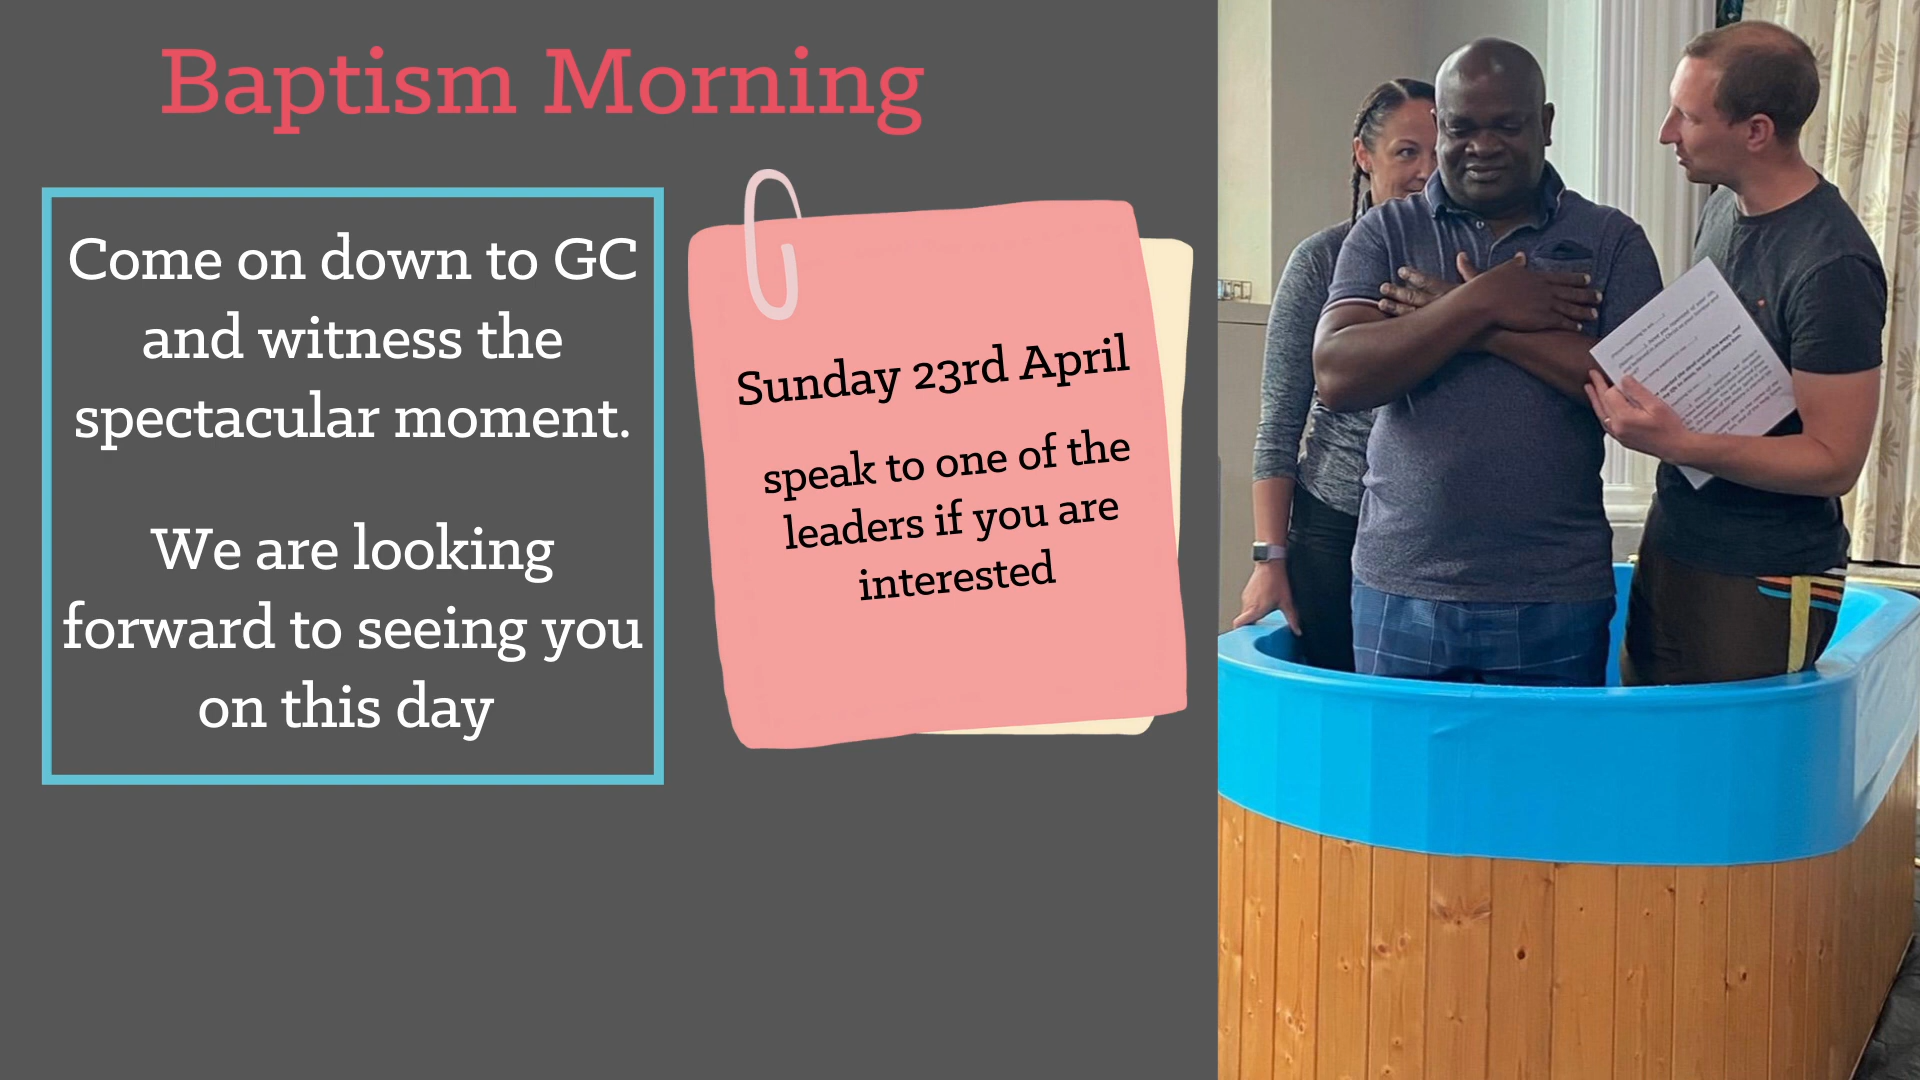 Baptism Morning
Come on down to GC
and witness the
spectacular moment.
We are looking
forward to seeing you
on this day
Sunday 23rd April
speak to one of the
leaders if you are
interested